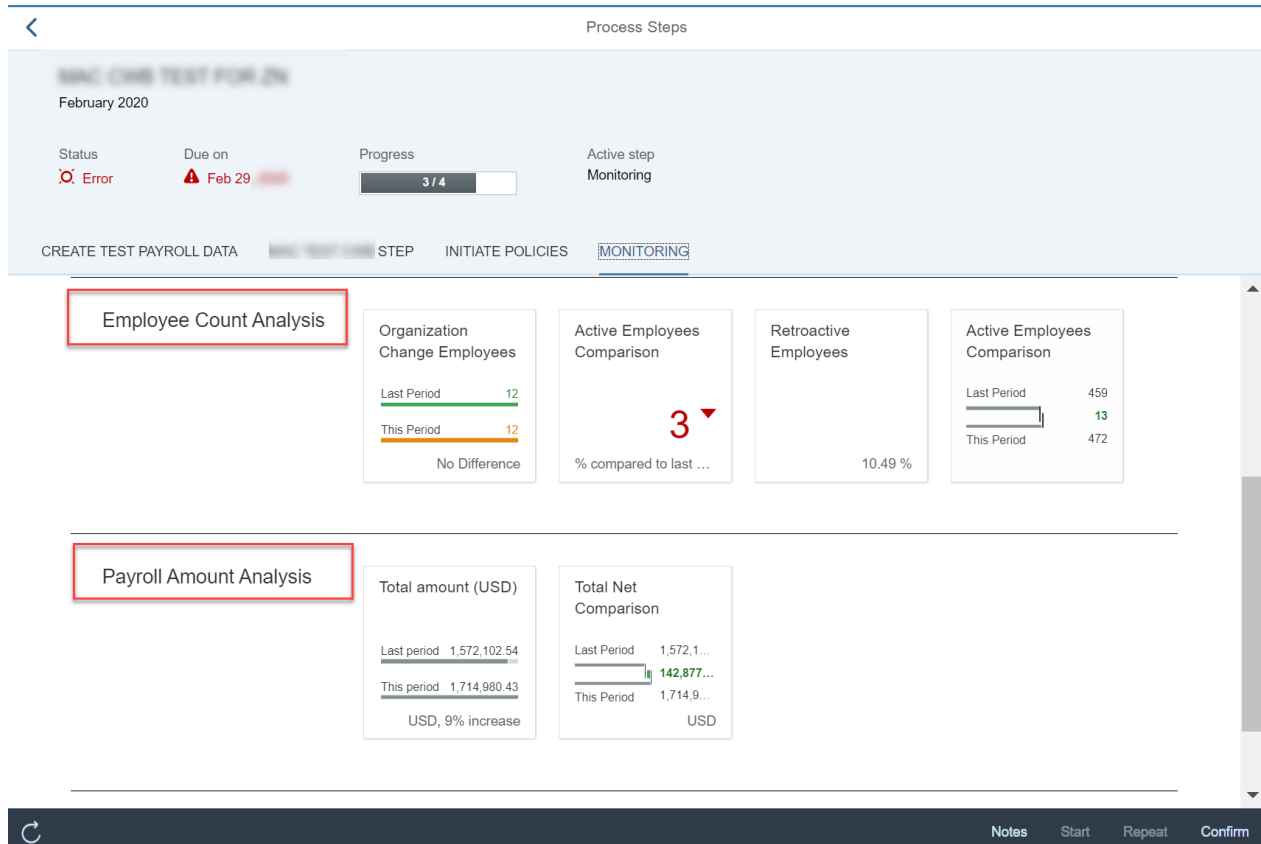 Process Steps
February 2020
Status
Due on
Progress
Active step
Error
Feb 29
3 / 4
Monitoring
CREATE TEST PAYROLL DATA
STEP
INITIATE POLICIES
MONITORING
Employee Count Analysis
Organization
Change Employees
Last Period 12
This Period 12
No Difference
Active Employees
Comparison
3
% compared to last ...
Retroactive
Employees
10.49 %
Active Employees
Comparison
Last Period 459
13
This Period 472
Payroll Amount Analysis
Total amount (USD)
Last period 1,572,102.54
This period 1,714,980.43
USD, 9% increase
Total Net
Comparison
Last Period 1,572,1...
142,877...
This Period 1,714,9...
USD
Notes
Start
Repeat
Confirm